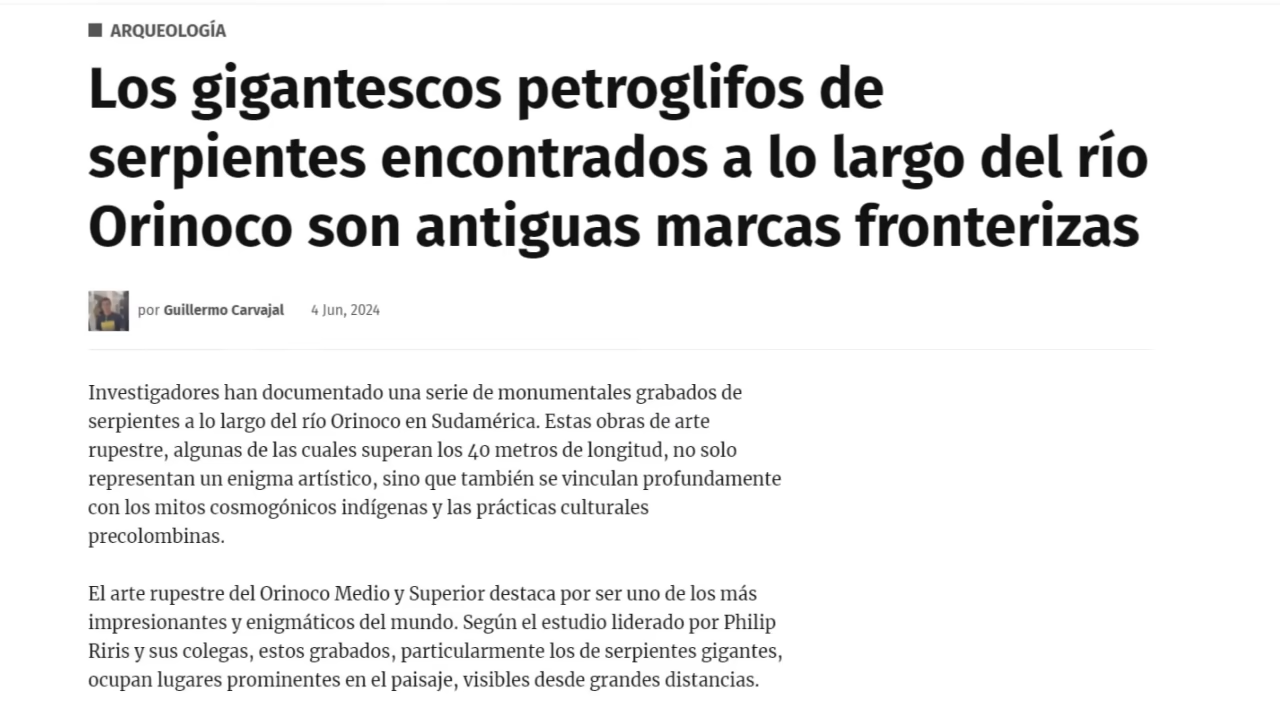 ARQUEOLOGÍA
Los gigantescos petroglifos de
serpientes encontrados a lo largo del río
Orinoco son antiguas marcas fronterizas
por Guillermo Carvajal 4 Jun, 2024
Investigadores han documentado una serie de monumentales grabados de
serpientes a lo largo del río Orinoco en Sudamérica. Estas obras de arte
rupestre, algunas de las cuales superan los 40 metros de longitud, no solo
representan un enigma artístico, sino que también se vinculan profundamente
con los mitos cosmogónicos indígenas y las prácticas culturales
precolombinas.
El arte rupestre del Orinoco Medio y Superior destaca por ser uno de los más
impresionantes y enigmáticos del mundo. Según el estudio liderado por Philip
Riris y sus colegas, estos grabados, particularmente los de serpientes gigantes,
ocupan lugares prominentes en el paisaje, visibles desde grandes distancias.